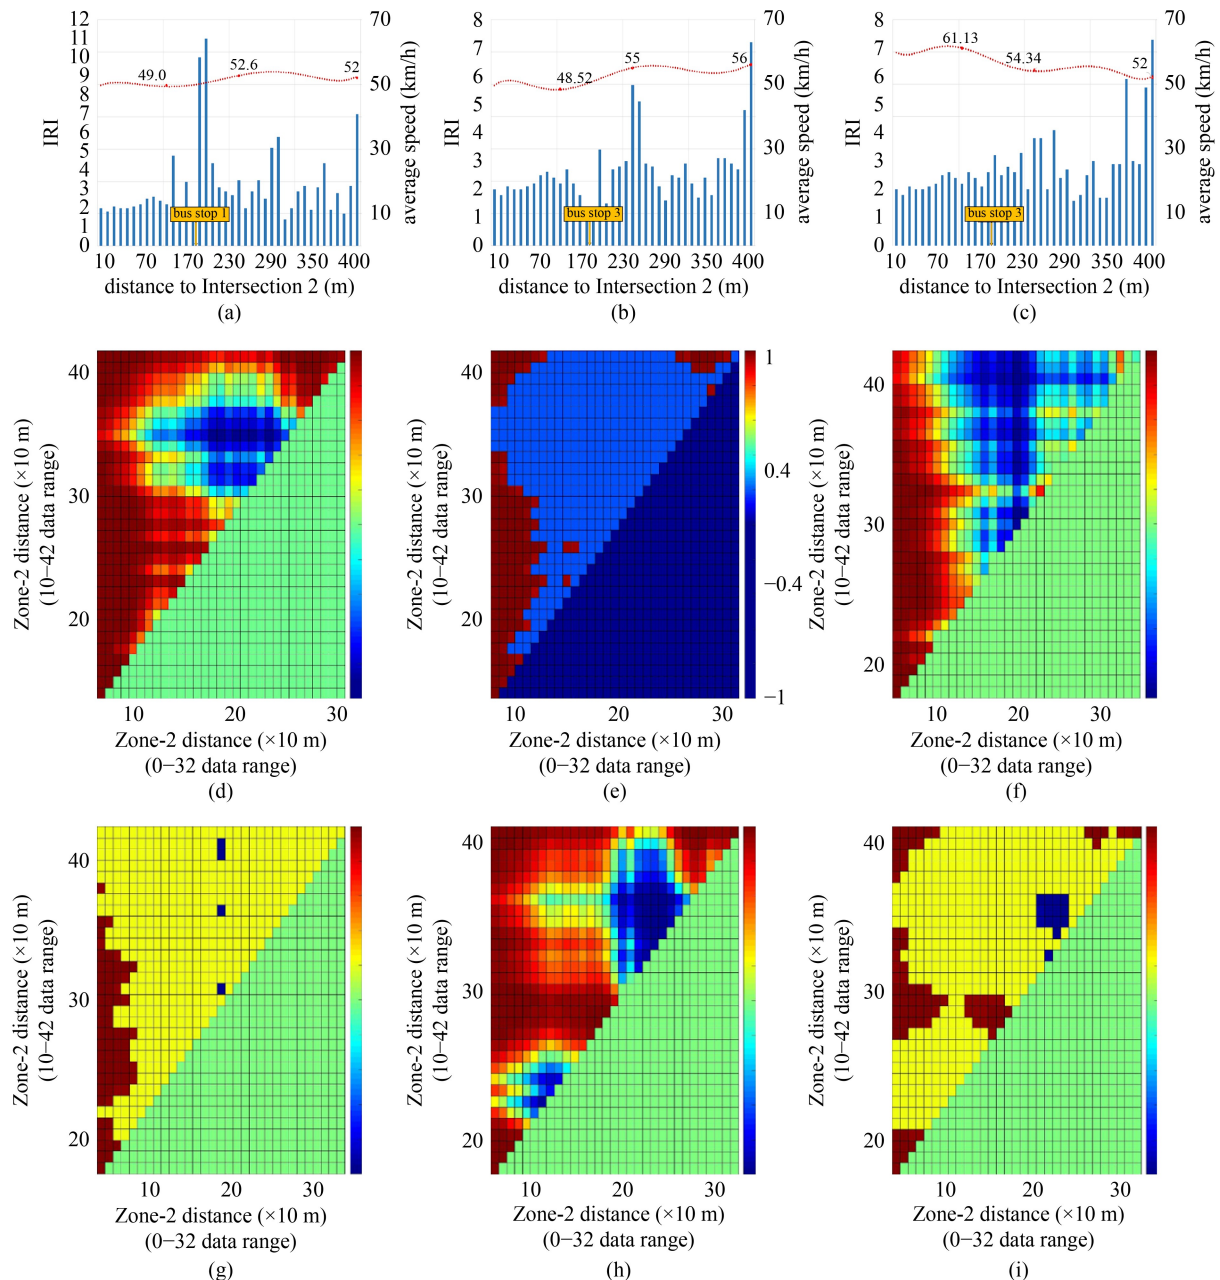 12
11
10
9
8
7
6
5
4
3
2
1
0
IRI
49.0
52.6
52
bus stop 1
70
50
30
10
average speed (km/h)
10 70 170 230 290 350 400
distance to Intersection 2 (m)
(a)
8
7
6
5
4
3
2
1
0
IRI
48.52
55
56
bus stop 3
70
50
30
10
average speed (km/h)
10 70 170 230 290 350 400
distance to Intersection 2 (m)
(b)
8
7
6
5
4
3
2
1
0
IRI
61.13
54.34
52
bus stop 3
70
50
30
10
average speed (km/h)
10 70 170 230 290 350 400
distance to Intersection 2 (m)
(c)
Zone-2 distance (×10 m)
(10−42 data range)
40
30
20
10 20 30
Zone-2 distance (×10 m)
(0−32 data range)
(d)
Zone-2 distance (×10 m)
(10−42 data range)
40
30
20
10 20 30
1
0.4
−0.4
−1
Zone-2 distance (×10 m)
(0−32 data range)
(e)
Zone-2 distance (×10 m)
(10−42 data range)
40
30
20
10 20 30
Zone-2 distance (×10 m)
(0−32 data range)
(f)
Zone-2 distance (×10 m)
(10−42 data range)
40
30
20
10 20 30
Zone-2 distance (×10 m)
(0−32 data range)
(g)
Zone-2 distance (×10 m)
(10−42 data range)
40
30
20
10 20 30
Zone-2 distance (×10 m)
(0−32 data range)
(h)
Zone-2 distance (×10 m)
(10−42 data range)
40
30
20
10 20 30
Zone-2 distance (×10 m)
(0−32 data range)
(i)